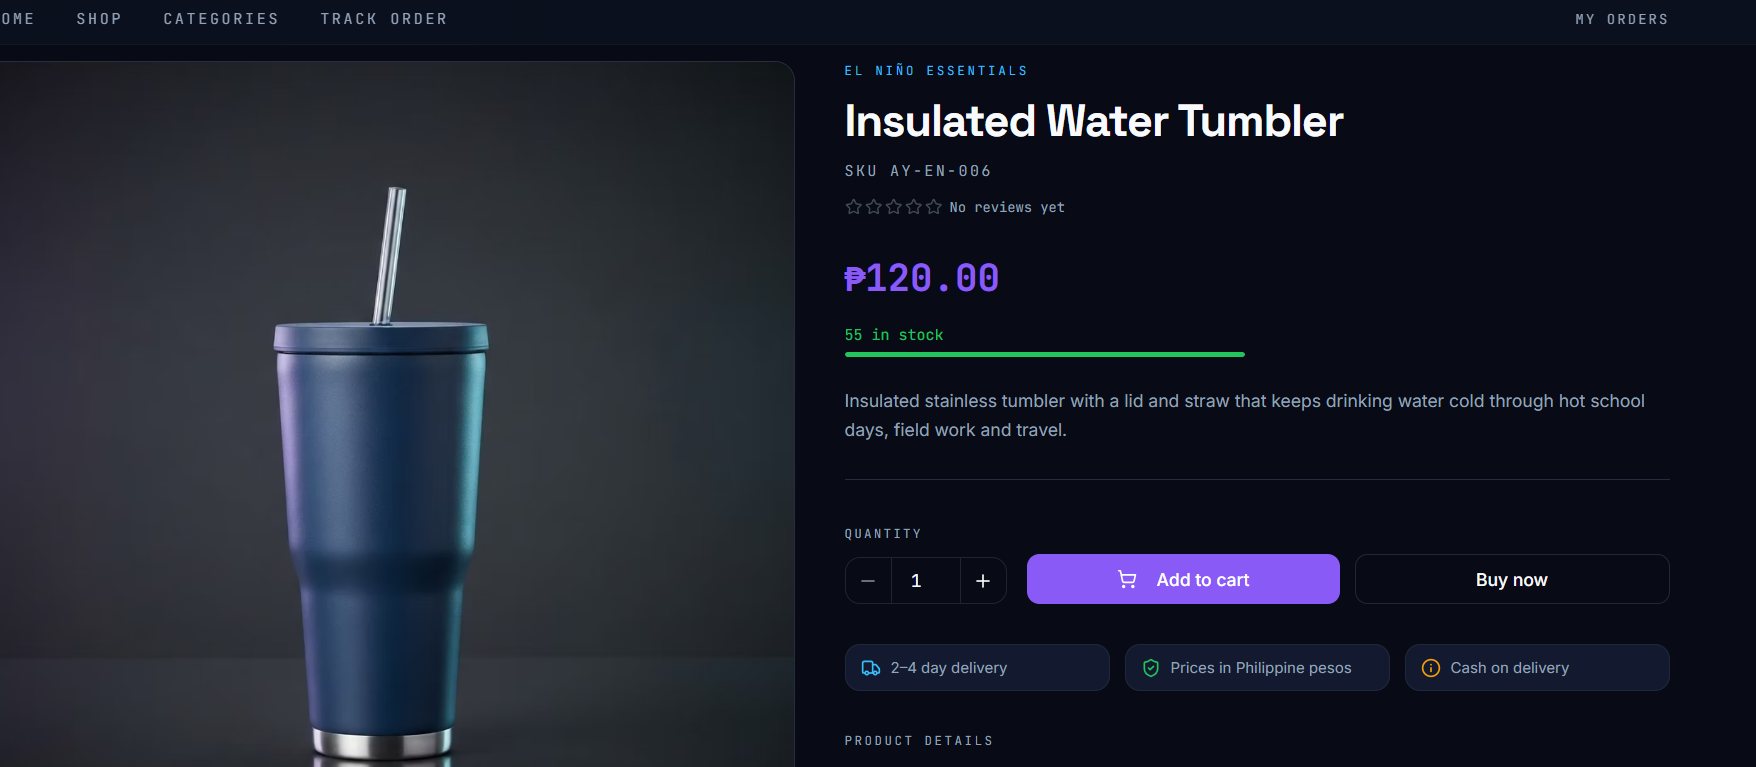 OME SHOP CATEGORIES TRACK ORDER MY ORDERS
EL NIÑO ESSENTIALS
Insulated Water Tumbler
SKU AY-EN-006
No reviews yet
₱120.00
55 in stock
Insulated stainless tumbler with a lid and straw that keeps drinking water cold through hot school
days, field work and travel.
QUANTITY
1
Add to cart
Buy now
2–4 day delivery
Prices in Philippine pesos
Cash on delivery
PRODUCT DETAILS